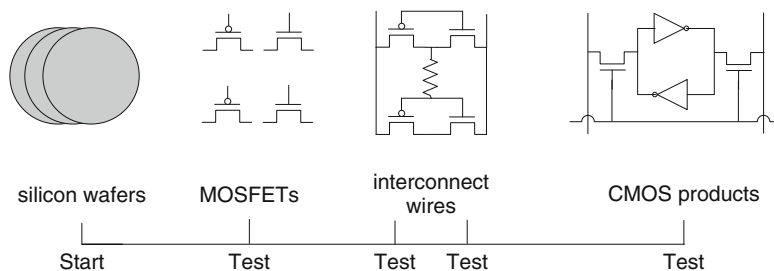 silicon wafers
MOSFETs
interconnect
wires
CMOS products
Start
Test
Test
Test
Test